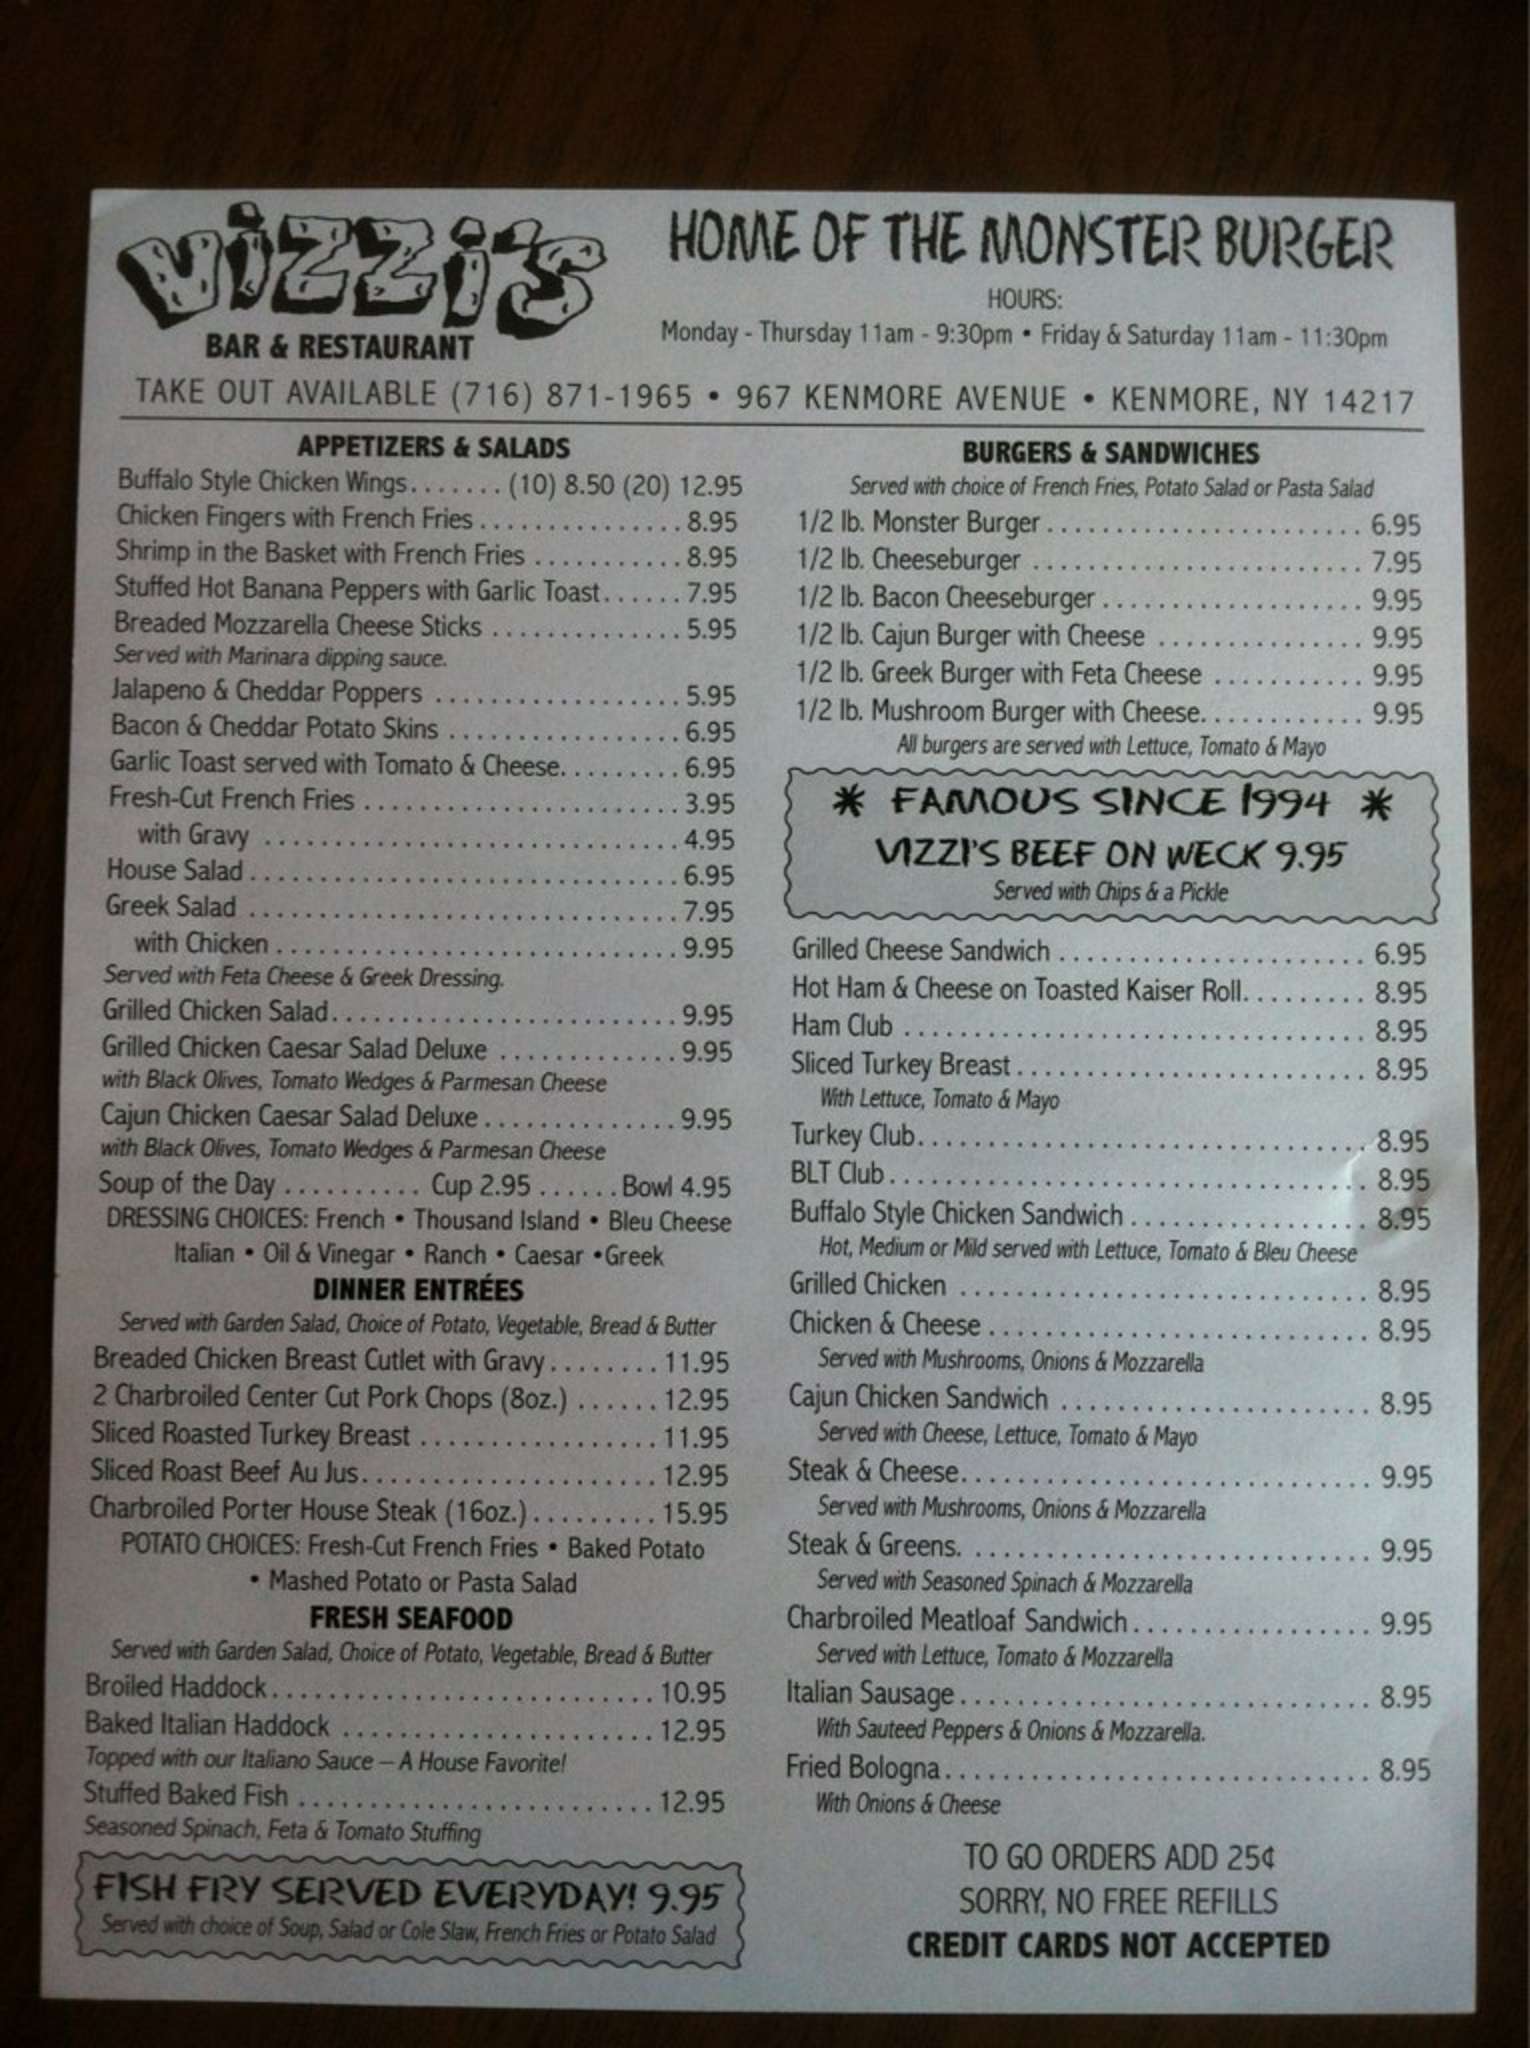 Vizzi's
BAR & RESTAURANT
HOME OF THE MONSTER BURGER
HOURS:
Monday - Thursday 11am - 9:30pm • Friday & Saturday 11am - 11:30pm
TAKE OUT AVAILABLE (716) 871-1965 • 967 KENMORE AVENUE • KENMORE, NY 14217
APPETIZERS & SALADS
Buffalo Style Chicken Wings....... (10) 8.50 (20) 12.95
Chicken Fingers with French Fries ................ 8.95
Shrimp in the Basket with French Fries ........... 8.95
Stuffed Hot Banana Peppers with Garlic Toast...... 7.95
Breaded Mozzarella Cheese Sticks ............... 5.95
Served with Marinara dipping sauce.
Jalapeno & Cheddar Poppers ................... 5.95
Bacon & Cheddar Potato Skins .................. 6.95
Garlic Toast served with Tomato & Cheese......... 6.95
Fresh-Cut French Fries ........................ 3.95
with Gravy ............................... 4.95
House Salad................................. 6.95
Greek Salad ................................. 7.95
with Chicken ............................... 9.95
Served with Feta Cheese & Greek Dressing.
Grilled Chicken Salad........................... 9.95
Grilled Chicken Caesar Salad Deluxe .............. 9.95
with Black Olives, Tomato Wedges & Parmesan Cheese
Cajun Chicken Caesar Salad Deluxe............... 9.95
with Black Olives, Tomato Wedges & Parmesan Cheese
Soup of the Day .......... Cup 2.95 ...... Bowl 4.95
DRESSING CHOICES: French • Thousand Island • Bleu Cheese
Italian • Oil & Vinegar • Ranch • Caesar •Greek
DINNER ENTRÉES
Served with Garden Salad, Choice of Potato, Vegetable, Bread & Butter
Breaded Chicken Breast Cutlet with Gravy........ 11.95
2 Charbroiled Center Cut Pork Chops (8oz.) ...... 12.95
Sliced Roasted Turkey Breast .................. 11.95
Sliced Roast Beef Au Jus....................... 12.95
Charbroiled Porter House Steak (16oz.)......... 15.95
POTATO CHOICES: Fresh-Cut French Fries • Baked Potato
• Mashed Potato or Pasta Salad
FRESH SEAFOOD
Served with Garden Salad, Choice of Potato, Vegetable, Bread & Butter
Broiled Haddock............................. 10.95
Baked Italian Haddock ........................ 12.95
Topped with our Italiano Sauce – A House Favorite!
Stuffed Baked Fish ........................... 12.95
Seasoned Spinach, Feta & Tomato Stuffing
FISH FRY SERVED EVERYDAY! 9.95
Served with choice of Soup, Salad or Cole Slaw, French Fries or Potato Salad
BURGERS & SANDWICHES
Served with choice of French Fries, Potato Salad or Pasta Salad
1/2 lb. Monster Burger ........................ 6.95
1/2 lb. Cheeseburger ......................... 7.95
1/2 lb. Bacon Cheeseburger.................... 9.95
1/2 lb. Cajun Burger with Cheese ................ 9.95
1/2 lb. Greek Burger with Feta Cheese ............ 9.95
1/2 lb. Mushroom Burger with Cheese............. 9.95
All burgers are served with Lettuce, Tomato & Mayo
* FAMOUS SINCE 1994 *
VIZZI'S BEEF ON WECK 9.95
Served with Chips & a Pickle
Grilled Cheese Sandwich ....................... 6.95
Hot Ham & Cheese on Toasted Kaiser Roll......... 8.95
Ham Club ................................... 8.95
Sliced Turkey Breast .......................... 8.95
With Lettuce, Tomato & Mayo
Turkey Club.................................. 8.95
BLT Club.................................... 8.95
Buffalo Style Chicken Sandwich .................. 8.95
Hot, Medium or Mild served with Lettuce, Tomato & Bleu Cheese
Grilled Chicken ............................... 8.95
Chicken & Cheese ............................. 8.95
Served with Mushrooms, Onions & Mozzarella
Cajun Chicken Sandwich ....................... 8.95
Served with Cheese, Lettuce, Tomato & Mayo
Steak & Cheese............................... 9.95
Served with Mushrooms, Onions & Mozzarella
Steak & Greens. .............................. 9.95
Served with Seasoned Spinach & Mozzarella
Charbroiled Meatloaf Sandwich.................. 9.95
Served with Lettuce, Tomato & Mozzarella
Italian Sausage............................... 8.95
With Sauteed Peppers & Onions & Mozzarella.
Fried Bologna................................ 8.95
With Onions & Cheese
TO GO ORDERS ADD 25¢
SORRY, NO FREE REFILLS
CREDIT CARDS NOT ACCEPTED